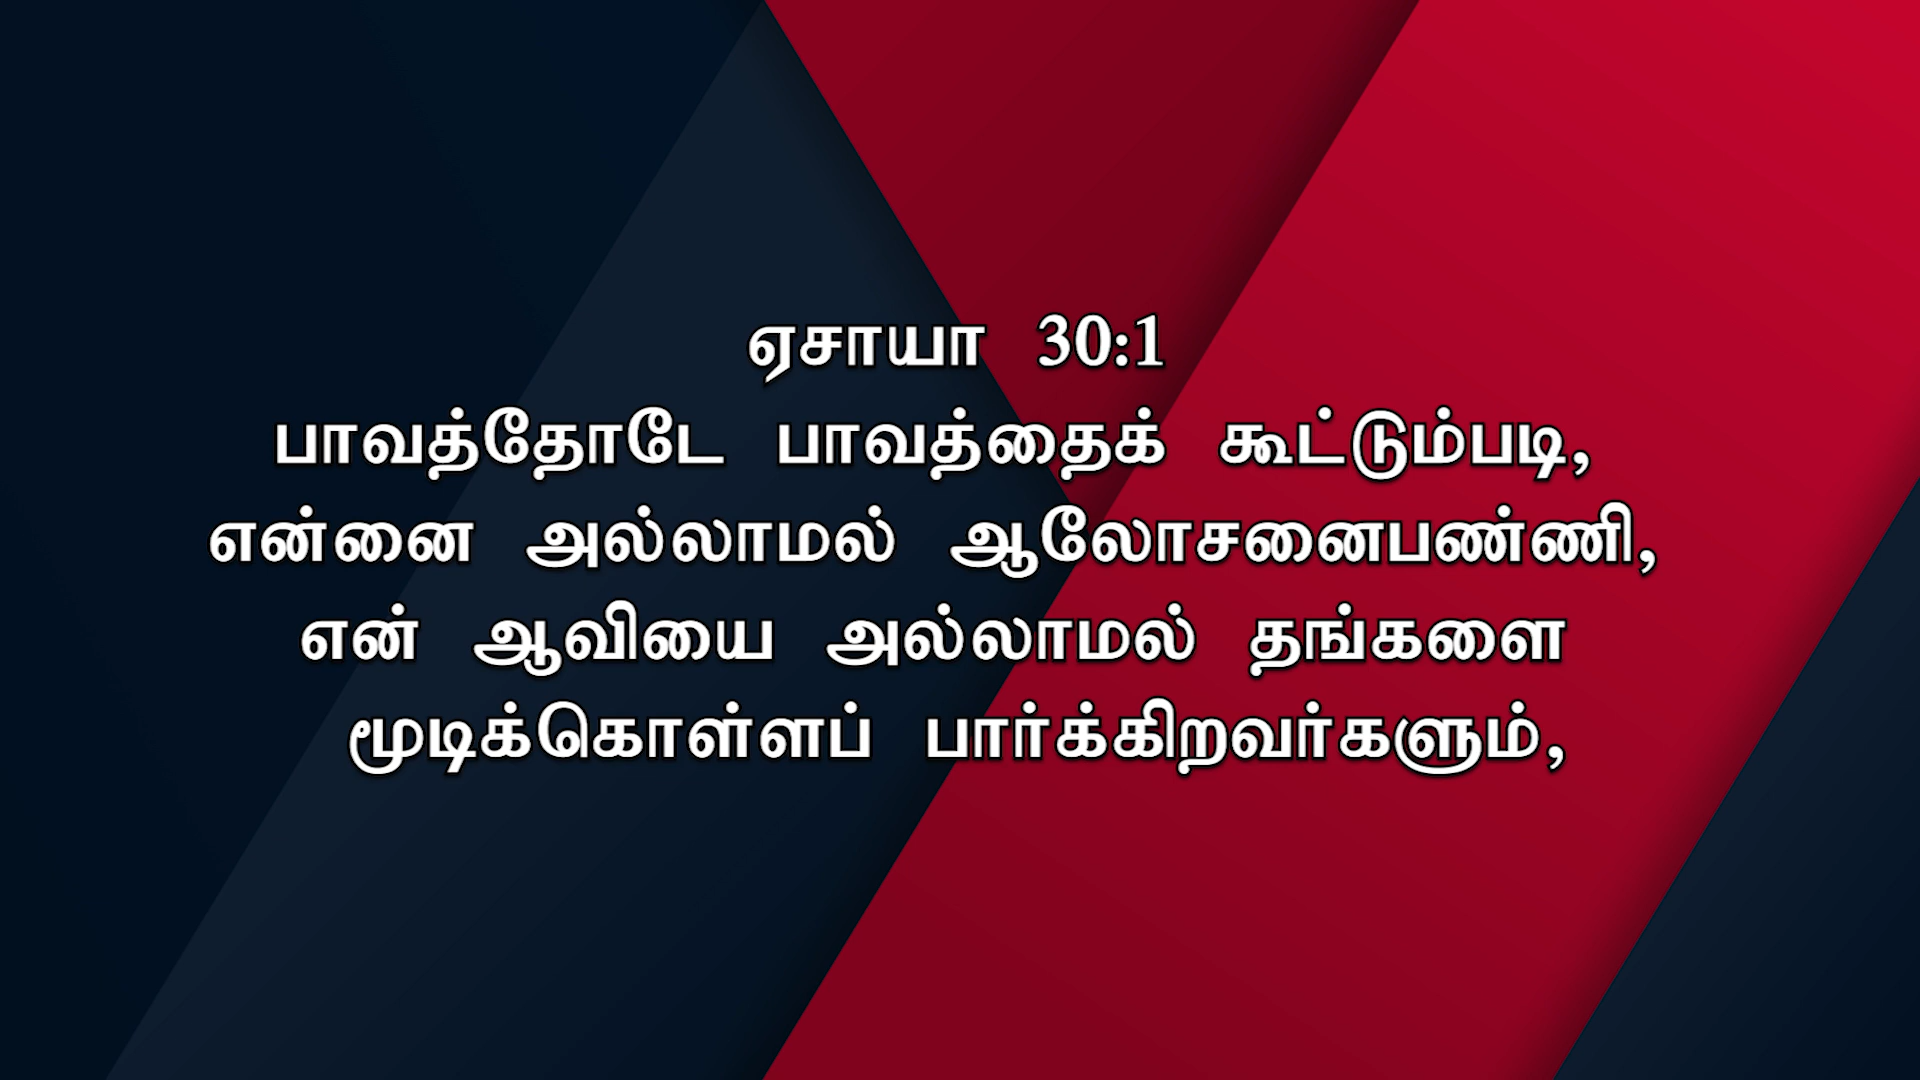 ஏசாயா 30:1
பாவத்தோடே பாவத்தைக் கூட்டும்படி,
என்னை அல்லாமல் ஆலோசனைபண்ணி,
என் ஆவியை அல்லாமல் தங்களை
மூடிக்கொள்ளப் பார்க்கிறவர்களும்,